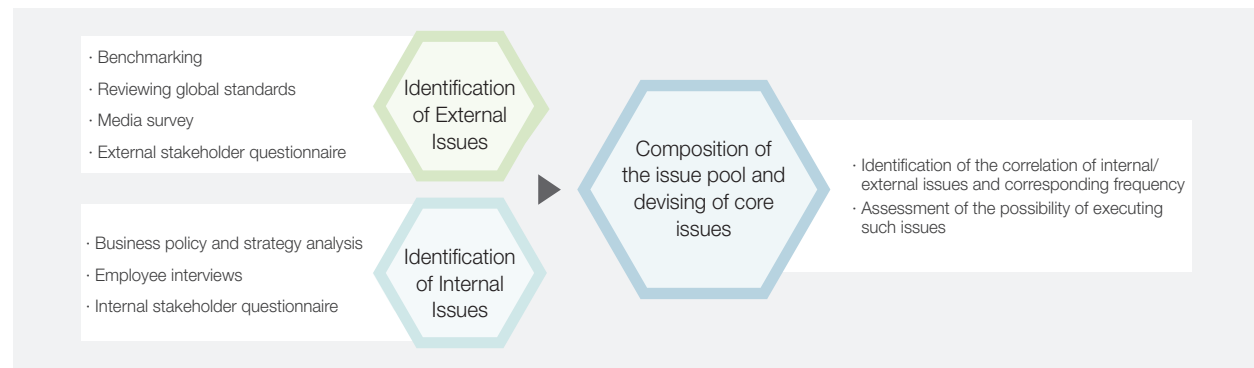 · Benchmarking
· Reviewing global standards
· Media survey
· External stakeholder questionnaire
Identification
of External
Issues
· Business policy and strategy analysis
· Employee interviews
· Internal stakeholder questionnaire
Identification
of Internal
Issues
Composition of
the issue pool and
devising of core
issues
· Identification of the correlation of internal/
external issues and corresponding frequency
· Assessment of the possibility of executing
such issues